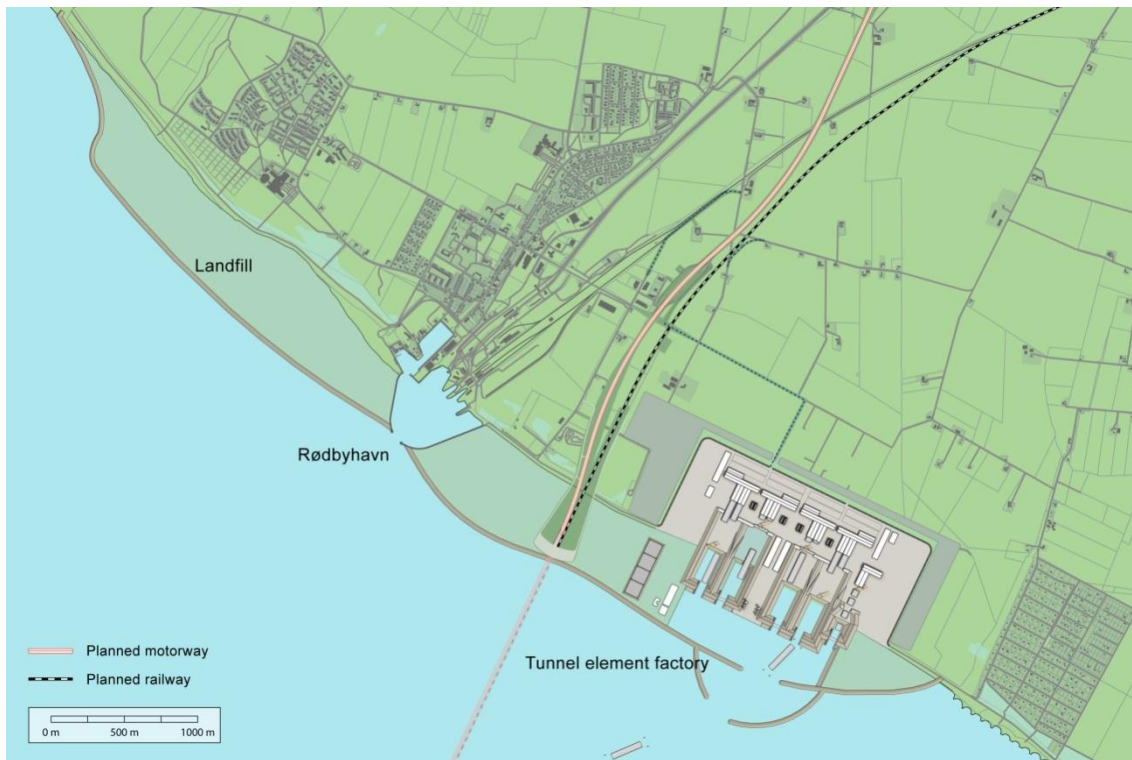 Landfill
Rødbyhavn
Tunnel element factory
Planned motorway
Planned railway
0 m 500 m 1000 m